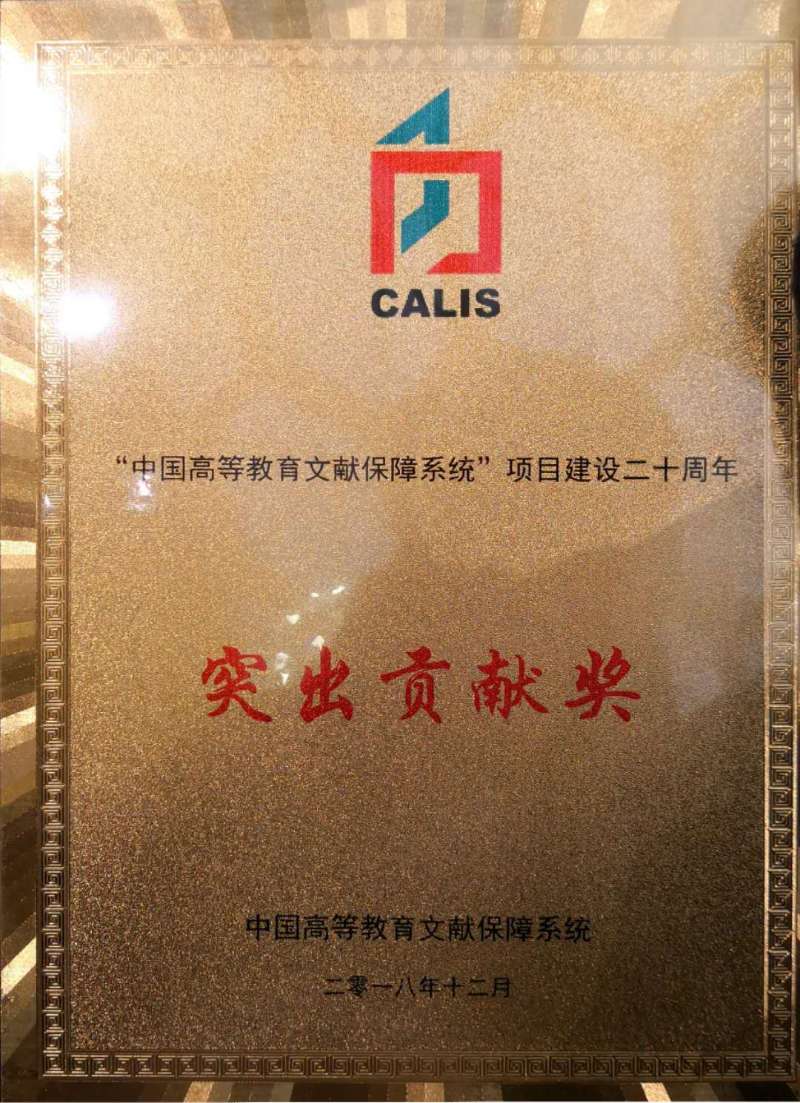 CALIS
“中国高等教育文献保障系统”项目建设二十周年
突出贡献奖
中国高等教育文献保障系统
二零一八年十二月